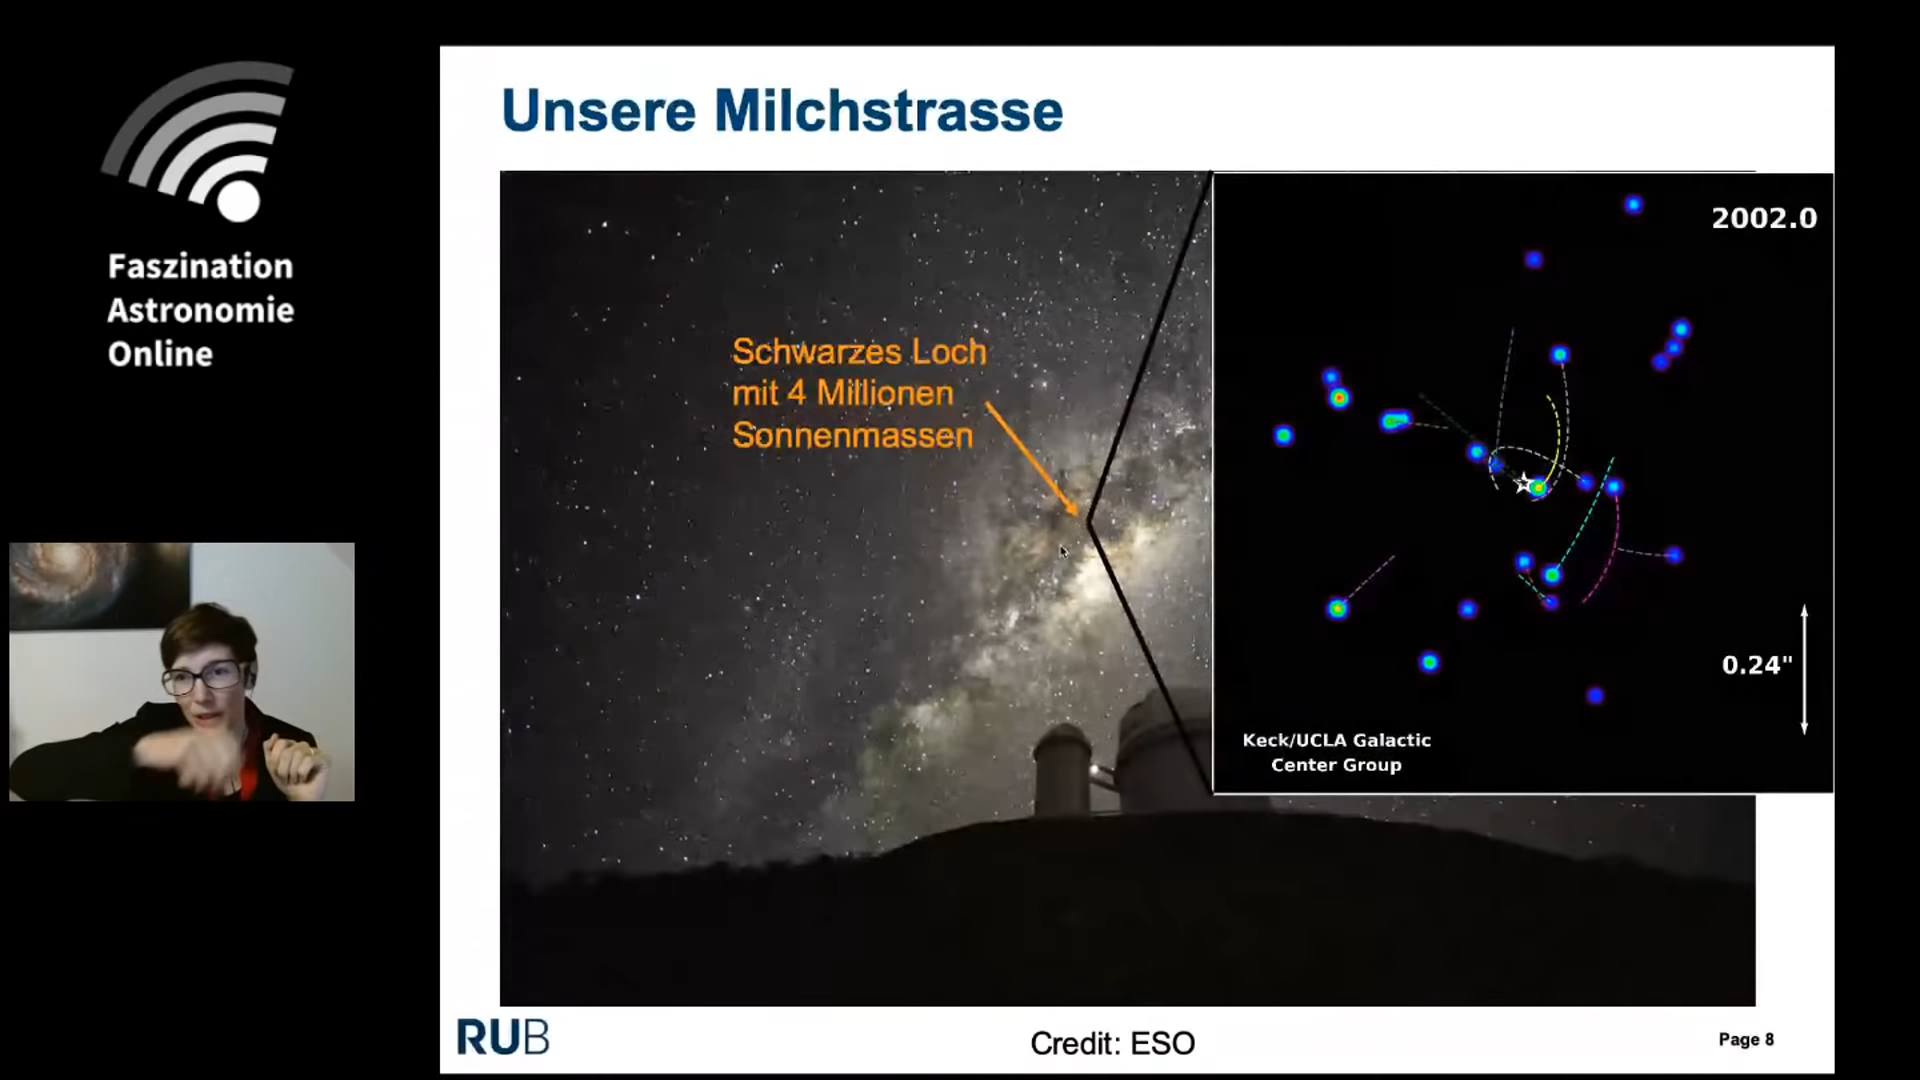 Faszination
Astronomie
Online
Unsere Milchstrasse
Schwarzes Loch
mit 4 Millionen
Sonnenmassen
2002.0
0.24"
Keck/UCLA Galactic
Center Group
RUB
Credit: ESO
Page 8